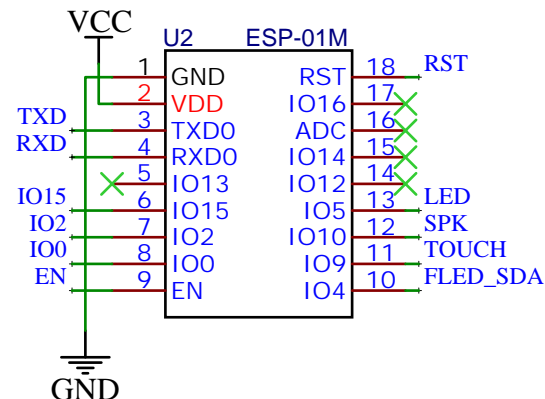 VCC
U2 ESP-01M
1 GND RST 18 RST
2 VDD IO16 17
TXD 3 TXD0 ADC 16
RXD 4 RXD0 IO14 15
5 IO13 IO12 14
IO15 6 IO15 IO5 13 LED
IO2 7 IO2 IO10 12 SPK
IO0 8 IO0 IO9 11 TOUCH
EN 9 EN IO4 10 FLED_SDA
GND